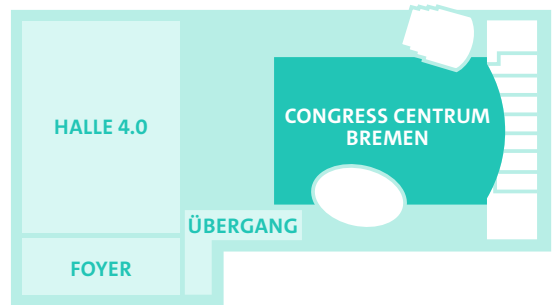 HALLE 4.0
CONGRESS CENTRUM
BREMEN
ÜBERGANG
FOYER